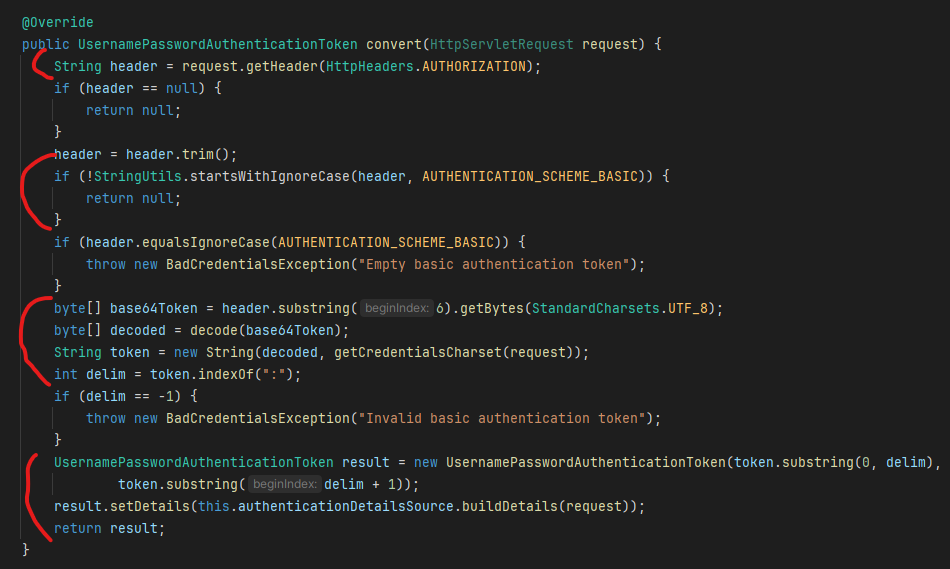 @Override
public UsernamePasswordAuthenticationToken convert(HttpServletRequest request) {
    String header = request.getHeader(HttpHeaders.AUTHORIZATION);
    if (header == null) {
        return null;
    }
    header = header.trim();
    if (!StringUtils.startsWithIgnoreCase(header, AUTHENTICATION_SCHEME_BASIC)) {
        return null;
    }
    if (header.equalsIgnoreCase(AUTHENTICATION_SCHEME_BASIC)) {
        throw new BadCredentialsException("Empty basic authentication token");
    }
    byte[] base64Token = header.substring( beginIndex: 6).getBytes(StandardCharsets.UTF_8);
    byte[] decoded = decode(base64Token);
    String token = new String(decoded, getCredentialsCharset(request));
    int delim = token.indexOf(":");
    if (delim == -1) {
        throw new BadCredentialsException("Invalid basic authentication token");
    }
    UsernamePasswordAuthenticationToken result = new UsernamePasswordAuthenticationToken(token.substring(0, delim),
            token.substring( beginIndex: delim + 1));
    result.setDetails(this.authenticationDetailsSource.buildDetails(request));
    return result;
}